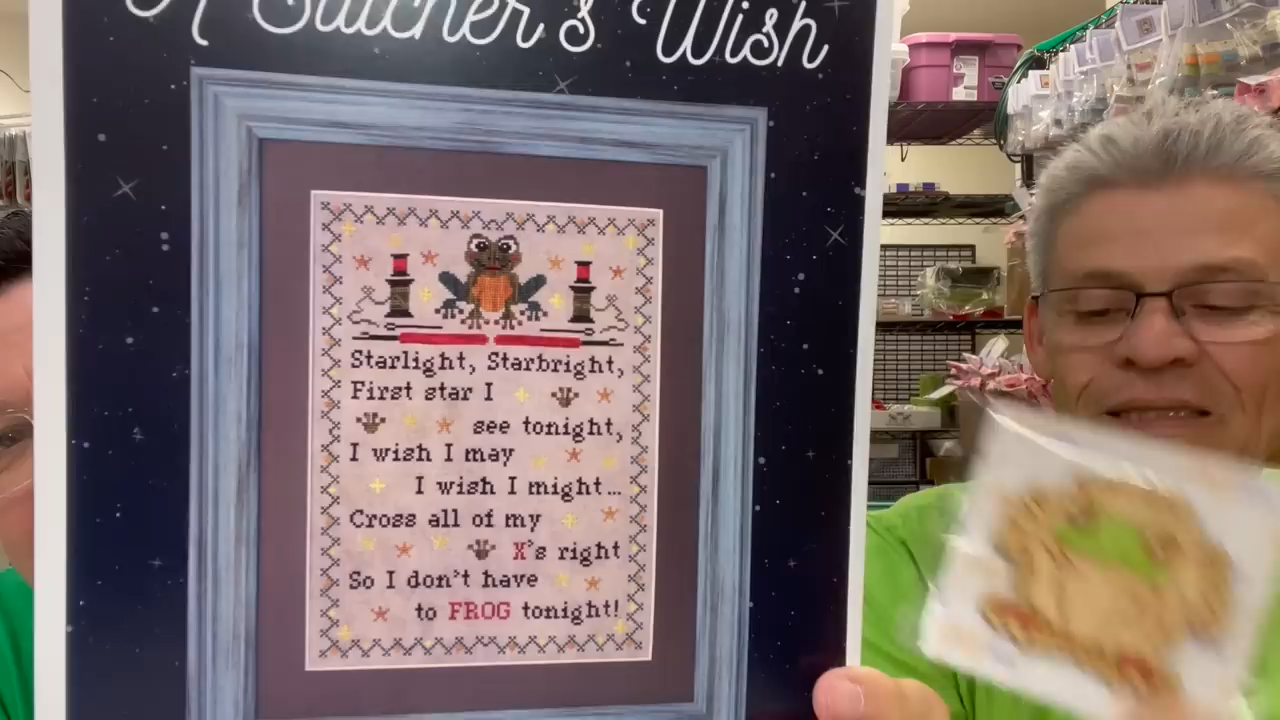 A Stitcher's Wish
Starlight, Starbright,
First star I
see tonight,
I wish I may
I wish I might...
Cross all of my
X's right
So I don't have
to FROG tonight!